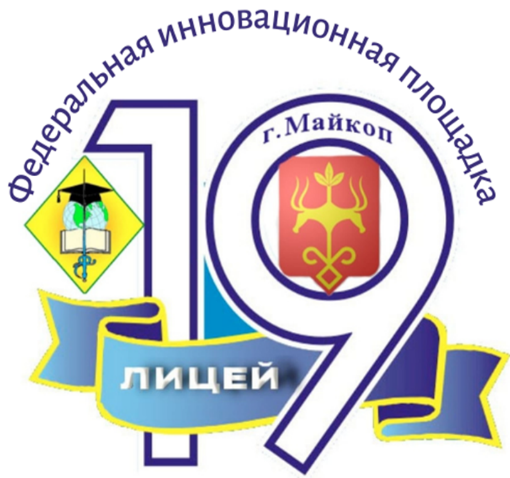 Федеральная инновационная площадка
г.Майкоп
19
ЛИЦЕЙ